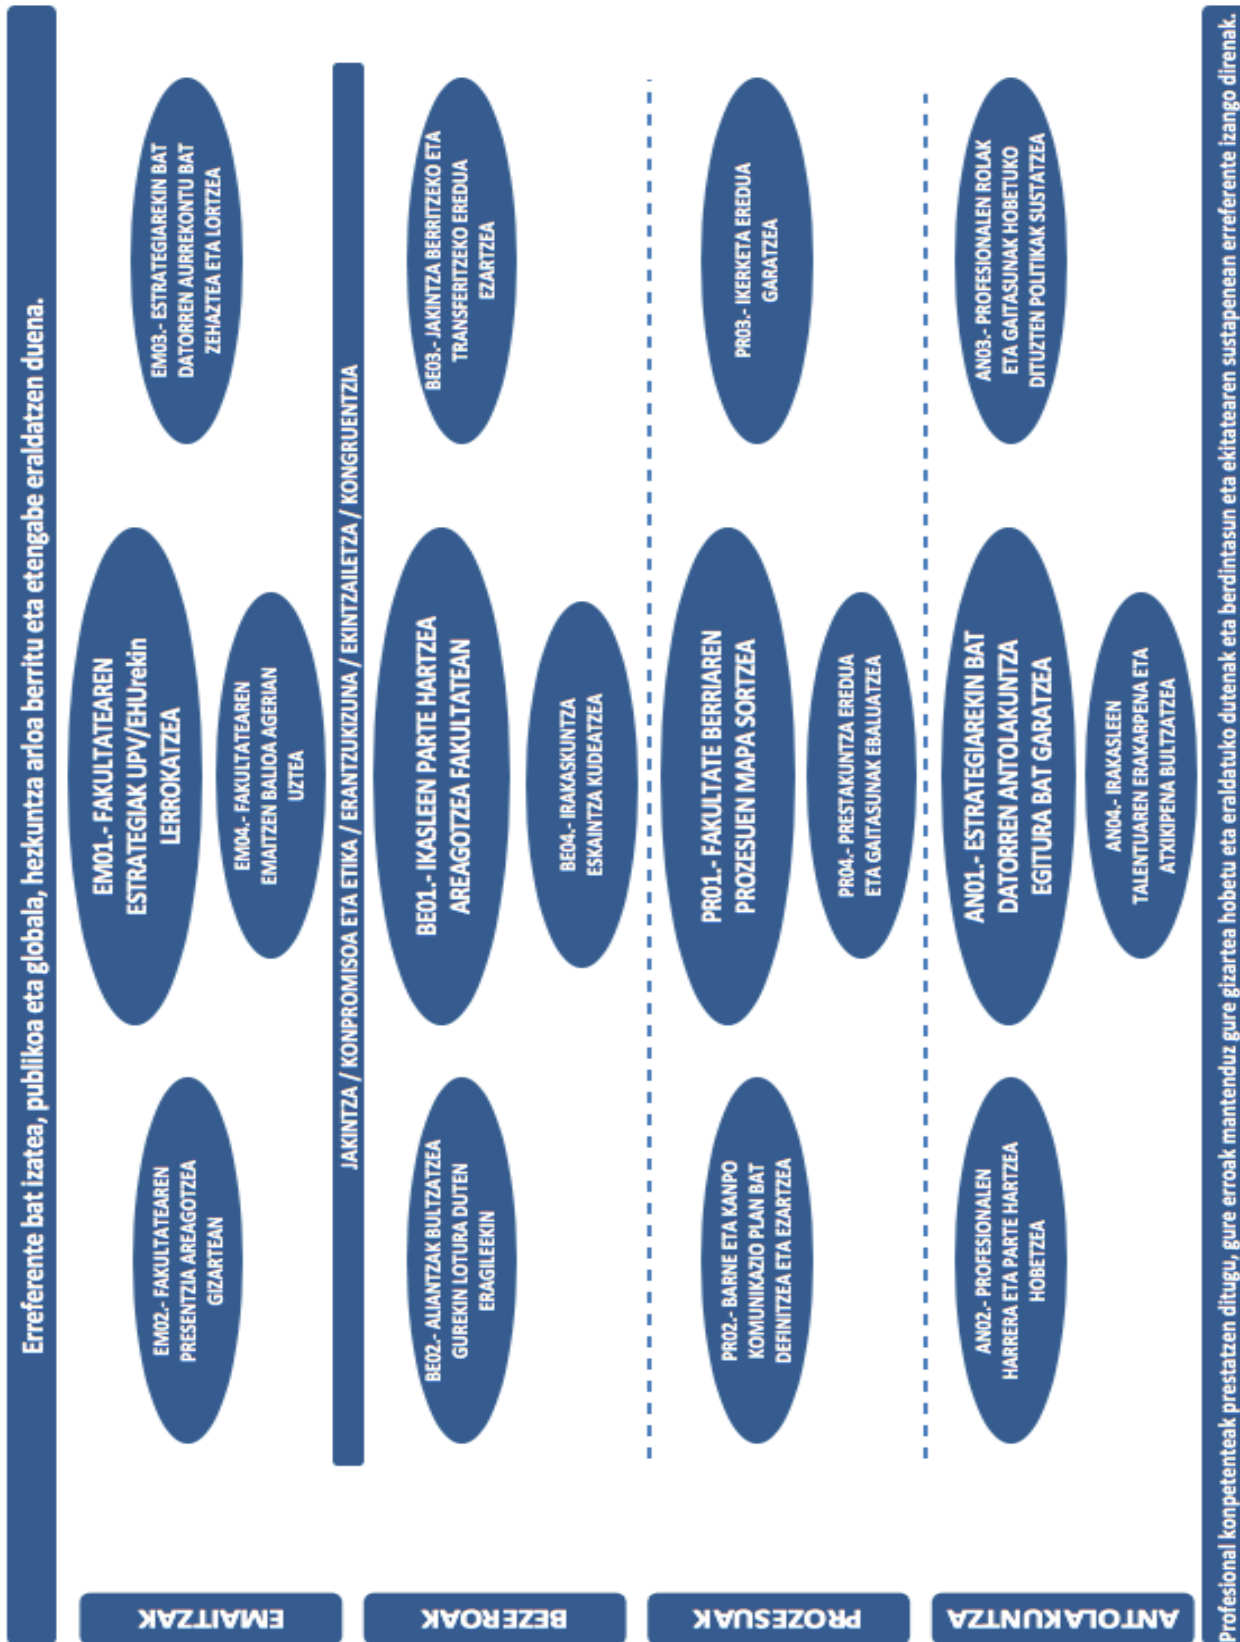 Erreferente bat izatea, publikoa eta globala, hezkuntza arloa berritu eta etengabe eraldatzen duena.
EMAITZAK
EM02.- FAKULTATEAREN
PRESENTZIA AREAGOTZEA
GIZARTEAN
EM01.- FAKULTATEAREN
ESTRATEGIAK UPV/EHUrekin
LERROKATZEA
EM03.- ESTRATEGIAREKIN BAT
DATORREN AURREKONTU BAT
ZEHAZTEA ETA LORTZEA
EM04.- FAKULTATEAREN
EMAITZEN BALIOA AGERIAN
UZTEA
JAKINTZA / KONPROMISOA ETA ETIKA / ERANTZUKIZUNA / EKINTZAILETZA / KONGRUENTZIA
BEZEROAK
BE02.- ALIANTZAK BULTZATZEA
GUREKIN LOTURA DUTEN
ERAGILEEKIN
BE01.- IKASLEEN PARTE HARTZEA
AREAGOTZEA FAKULTATEAN
BE03.- JAKINTZA BERRITZEKO ETA
TRANSFERITZEKO EREDUA
EZARTZEA
BE04.- IRAKASKUNTZA
ESKAINTZA KUDEATZEA
PROZESUAK
PR02.- BARNE ETA KANPO
KOMUNIKAZIO PLAN BAT
DEFINITZEA ETA EZARTZEA
PR01.- FAKULTATE BERRIAREN
PROZESUEN MAPA SORTZEA
PR03.- IKERKETA EREDUA
GARATZEA
PR04.- PRESTAKUNTZA EREDUA
ETA GAITASUNAK EBALUATZEA
ANTOLAKUNTZA
AN02.- PROFESIONALEN
HARRERA ETA PARTE HARTZEA
HOBETZEA
AN01.- ESTRATEGIAREKIN BAT
DATORREN ANTOLAKUNTZA
EGITURA BAT GARATZEA
AN03.- PROFESIONALEN ROLAK
ETA GAITASUNAK HOBETUKO
DITUZTEN POLITIKAK SUSTATZEA
AN04.- IRAKASLEEN
TALENTUAREN ERAKARPENA ETA
ATXIKIPENA BULTZATZEA
Profesional konpetenteak prestatzen ditugu, gure erroak mantenduz gure gizartea hobetu eta eraldatuko dutenak eta berdintasun eta ekitatearen sustapenean erreferente izango direnak.